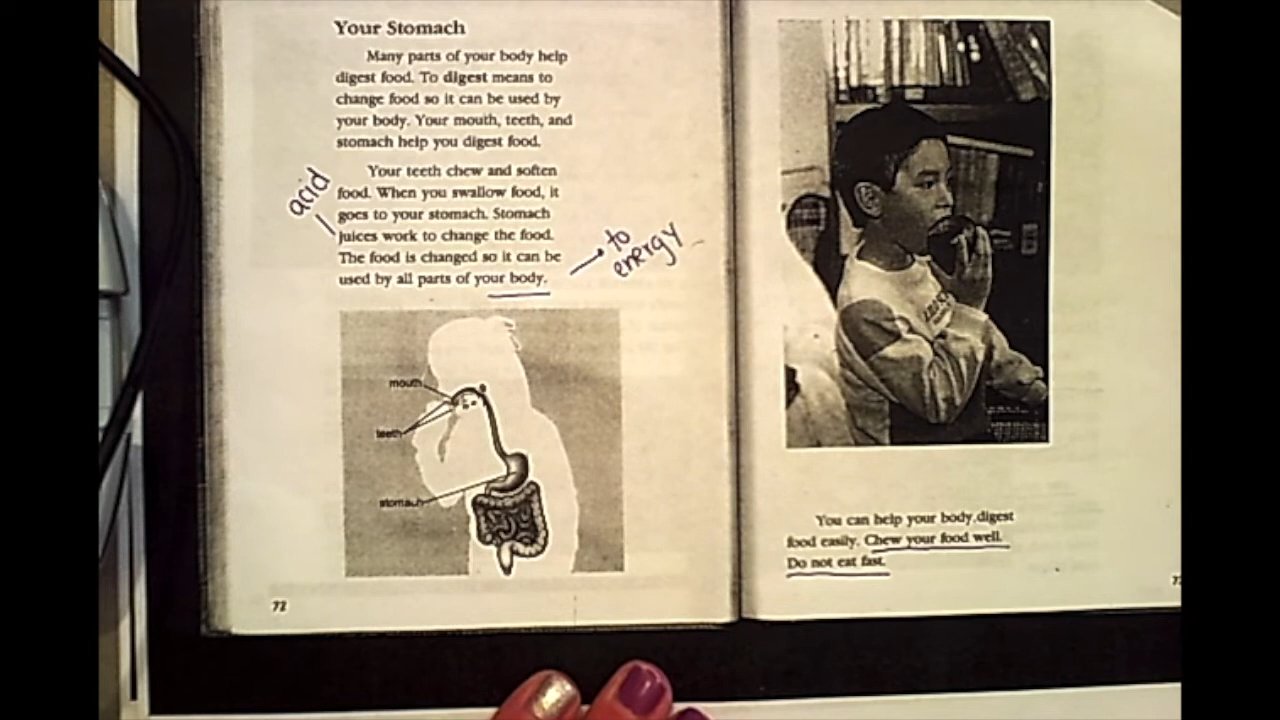 Your Stomach
Many parts of your body help
digest food. To digest means to
change food so it can be used by
your body. Your mouth, teeth, and
stomach help you digest food.
Your teeth chew and soften
food. When you swallow food, it
goes to your stomach. Stomach
juices work to change the food.
The food is changed so it can be
used by all parts of your body.
acid
to
energy
mouth
teeth
stomach
72
You can help your body digest
food easily. Chew your food well.
Do not eat fast.